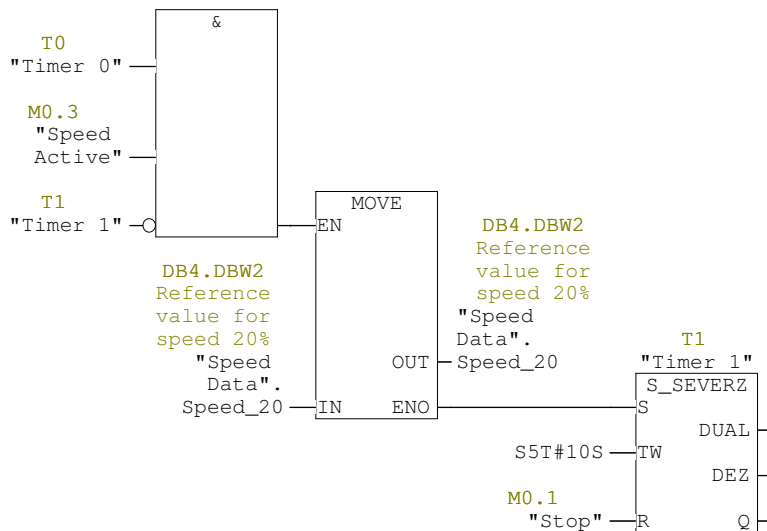 &
T0
"Timer 0"
M0.3
"Speed
Active"
T1
"Timer 1"
MOVE
EN
DB4.DBW2
Reference
value for
speed 20%
"Speed
Data".
Speed_20
IN
DB4.DBW2
Reference
value for
speed 20%
"Speed
Data".
OUT
Speed_20
ENO
T1
"Timer 1"
S_SEVERZ
S
DUAL
S5T#10S
TW
DEZ
M0.1
"Stop"
R
Q